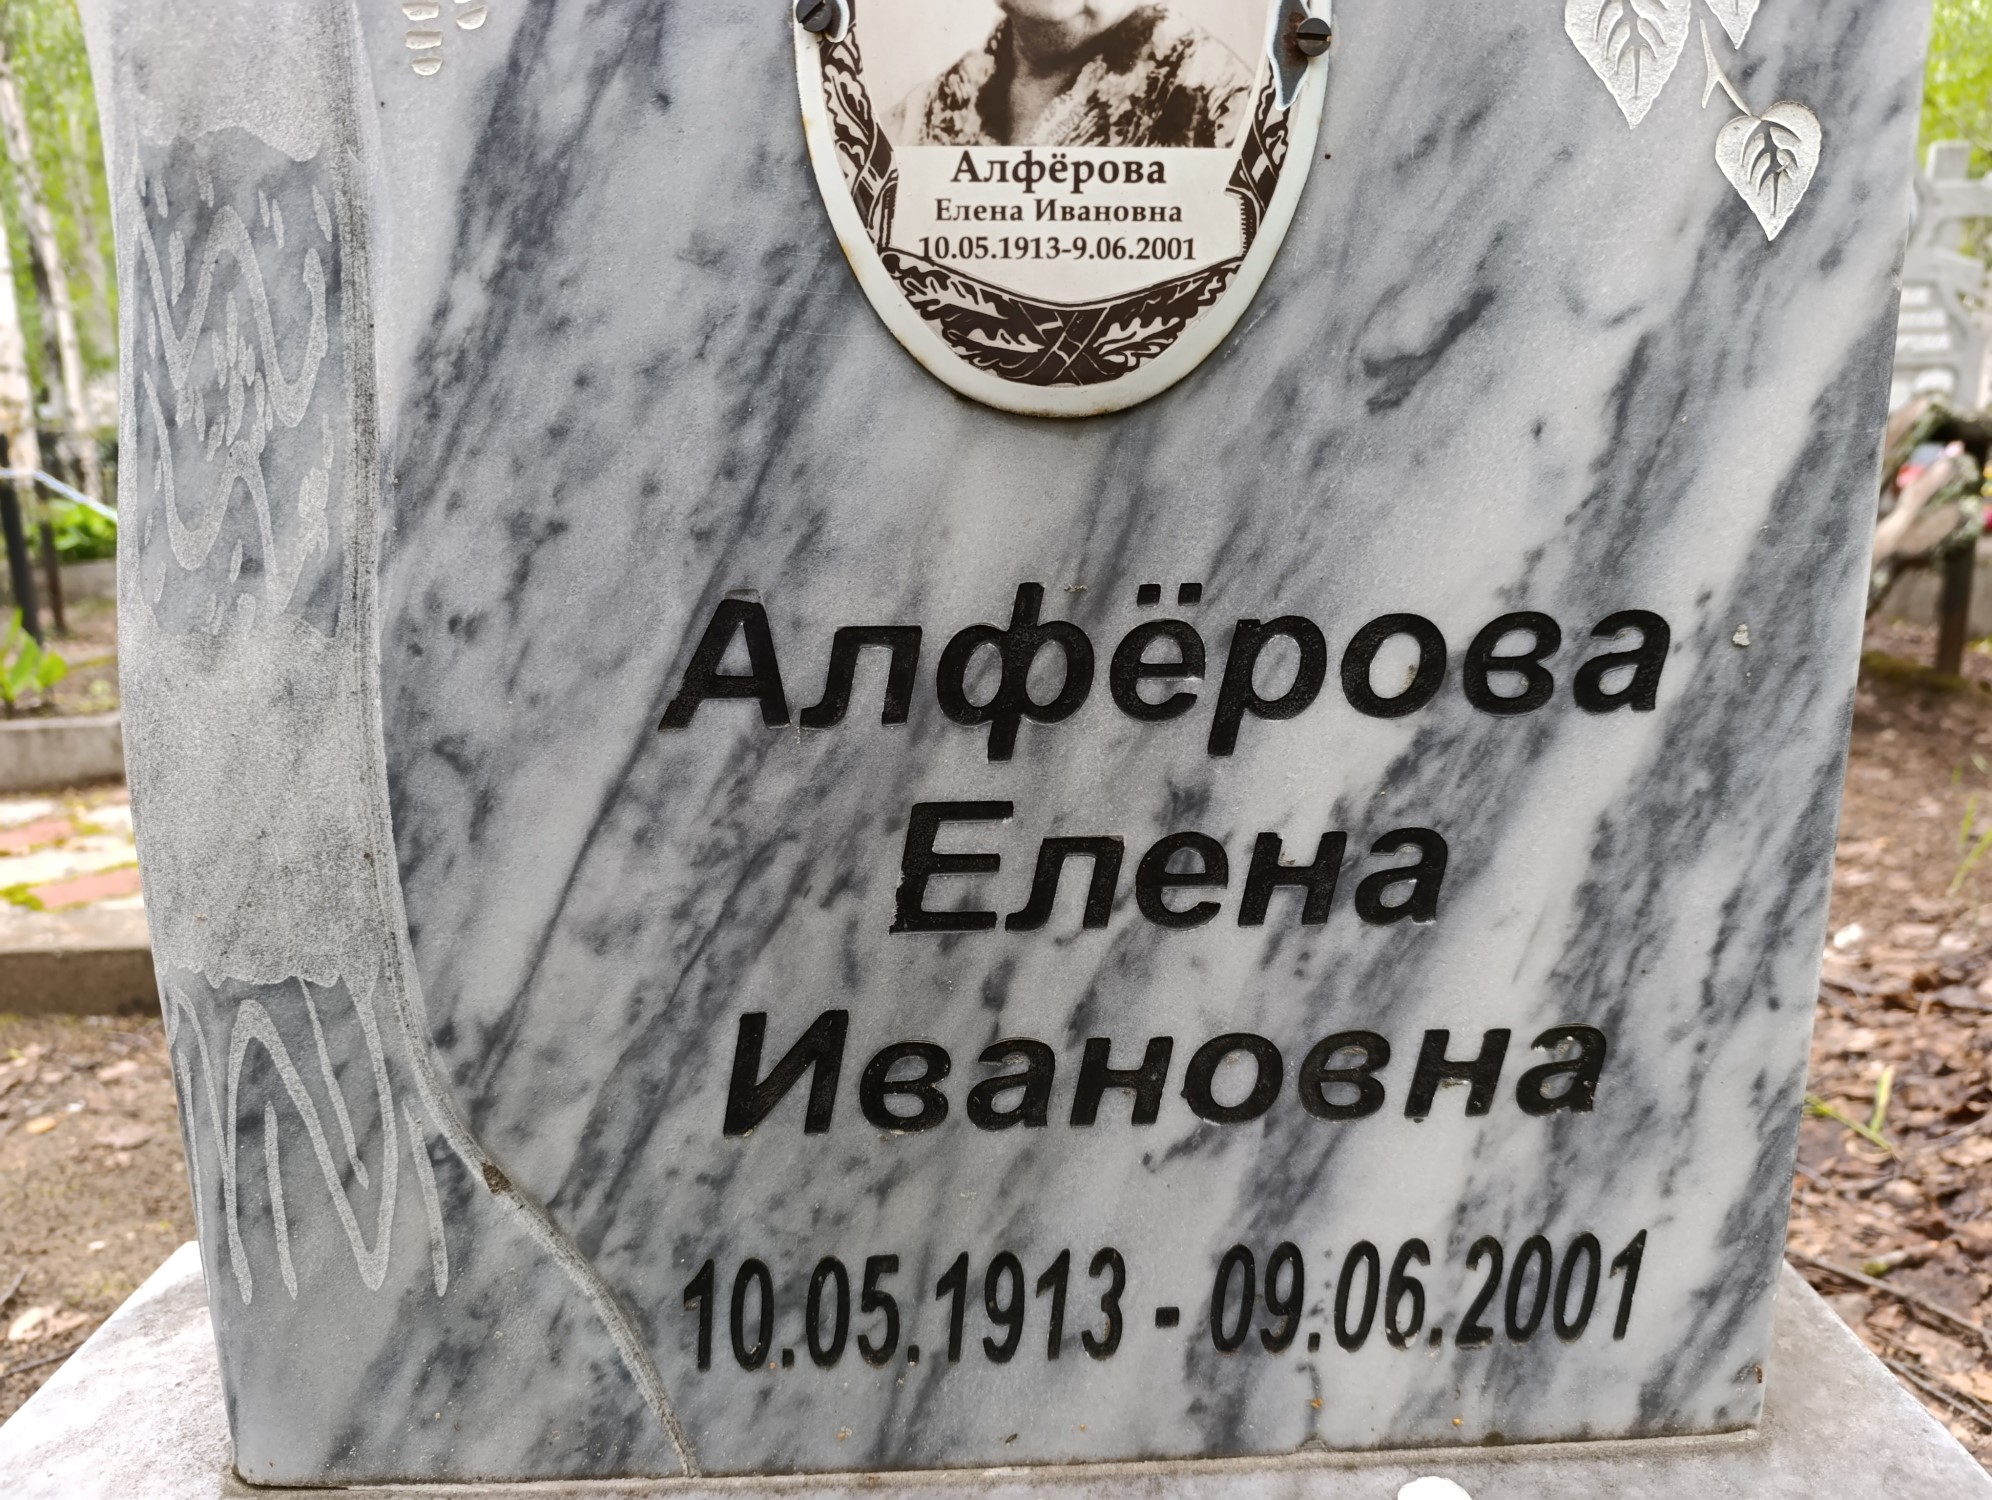 Алфёрова
Елена Ивановна
10.05.1913-9.06.2001
Алфёрова
Елена
Ивановна
10.05.1913 - 09.06.2001